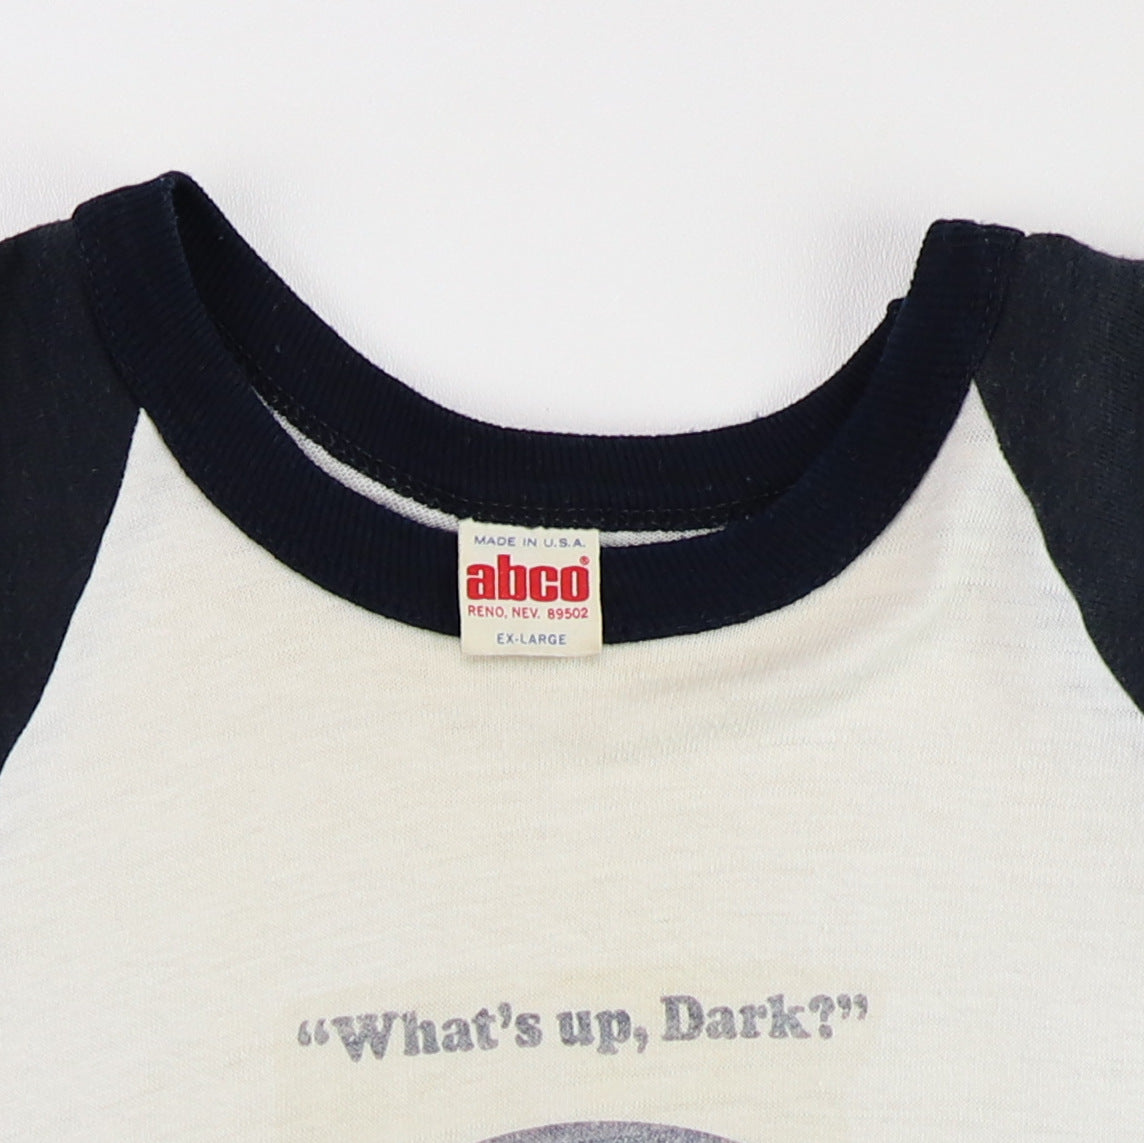 MADE IN U.S.A.
abco®
RENO, NEV. 89502
EX-LARGE
“What’s up, Dark?”